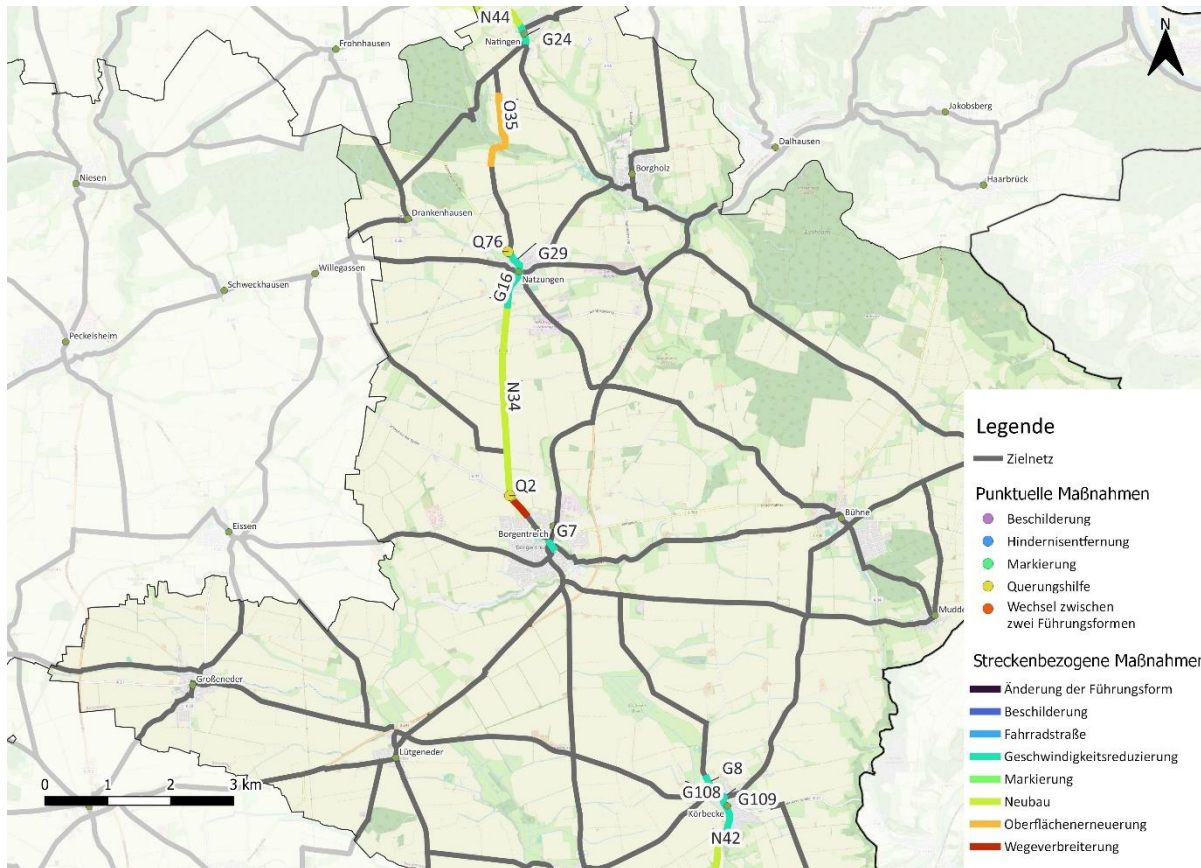 N44
Natingen
G24
N
Frohnhausen
O35
Jakobsberg
Dalhausen
Niesen
Borgholz
Haarbrück
Drankenhausen
Q76
G29
Willegassen
Natzungen
Schweckhausen
G16
Peckelsheim
N34
Legende
Zielnetz
Q2
Punktuelle Maßnahmen
Beschilderung
Hindernisentfernung
Markierung
Querungshilfe
Wechsel zwischen
zwei Führungsformen
Bühne
Eissen
Borgentreich
G7
Mudde
Streckenbezogene Maßnahmen
Änderung der Führungsform
Beschilderung
Fahrradstraße
Geschwindigkeitsreduzierung
Markierung
Neubau
Oberflächenerneuerung
Wegeverbreiterung
Großeneder
Lütgeneder
0 1 2 3 km
G8
G108
G109
Körbecke
N42